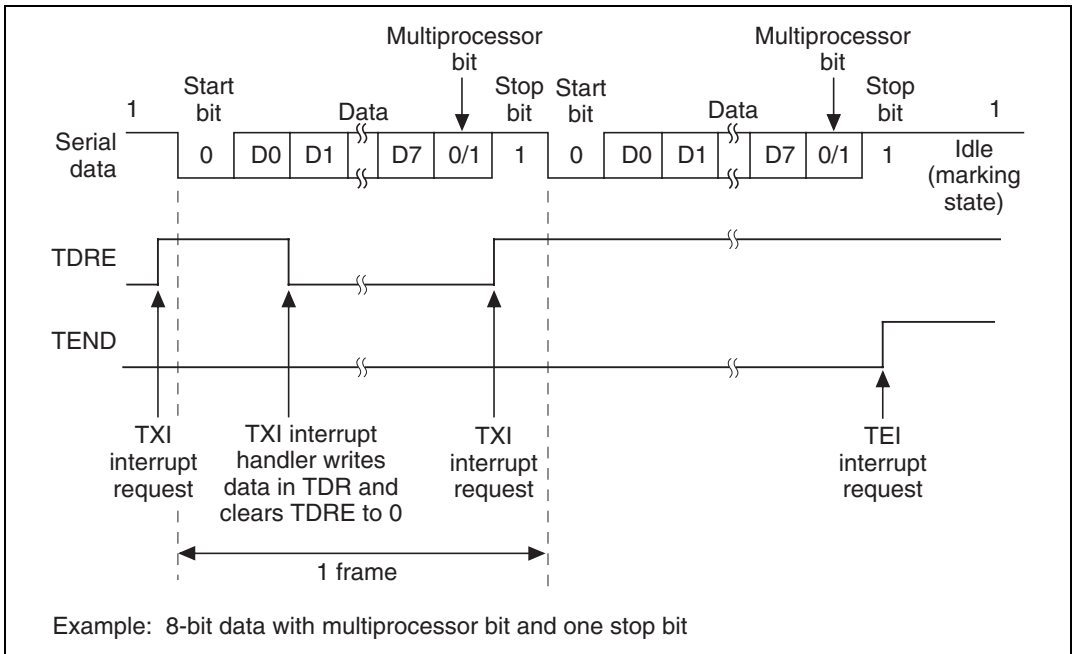 Multiprocessor
bit
Multiprocessor
bit
1
Start
bit
Data
Stop
bit
Start
bit
Data
Stop
bit
1
Serial
data
0 D0 D1 D7 0/1 1 0 D0 D1 D7 0/1 1
Idle
(marking
state)
TDRE
TEND
TXI
interrupt
request
TXI interrupt
handler writes
data in TDR and
clears TDRE to 0
TXI
interrupt
request
TEI
interrupt
request
1 frame
Example: 8-bit data with multiprocessor bit and one stop bit